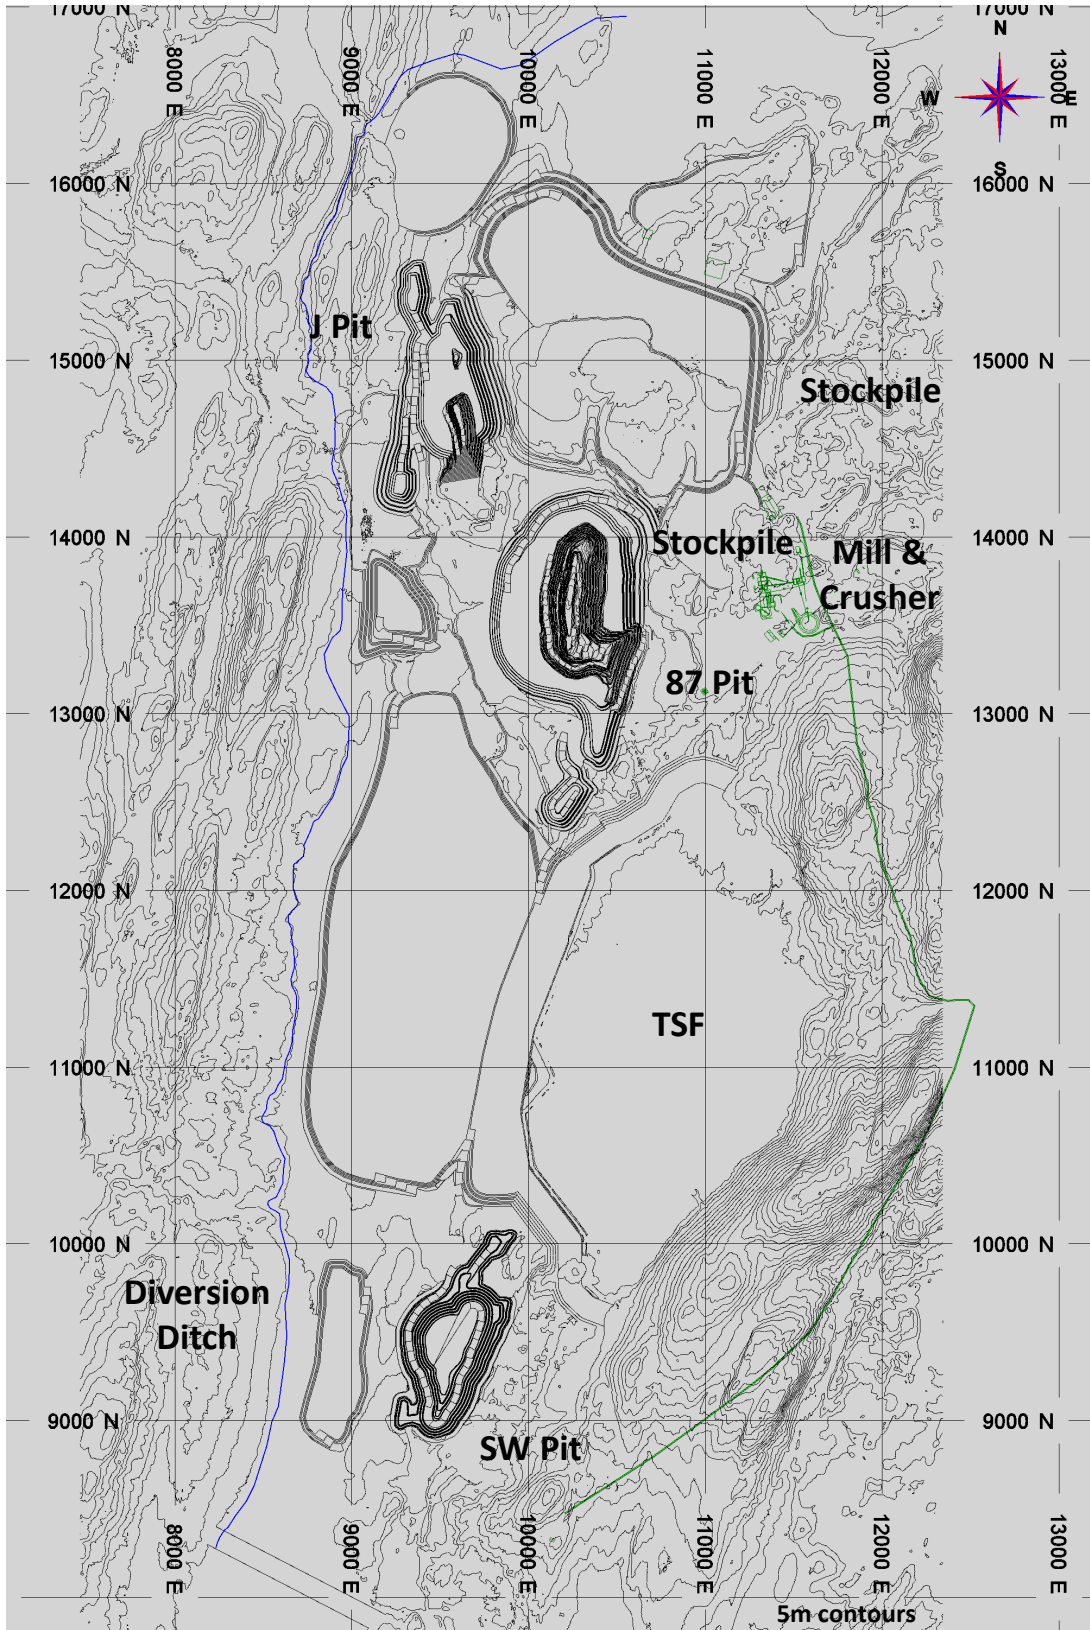 17000 N
17000 N
N
8000 E
9000 E
10000 E
11000 E
12000 E
13000 E
W
E
S
16000 N
16000 N
J Pit
15000 N
15000 N
Stockpile
14000 N
14000 N
Stockpile
Mill &
Crusher
87 Pit
13000 N
13000 N
12000 N
12000 N
TSF
11000 N
11000 N
10000 N
10000 N
Diversion
Ditch
9000 N
9000 N
SW Pit
8000 E
9000 E
10000 E
11000 E
12000 E
13000 E
5m contours